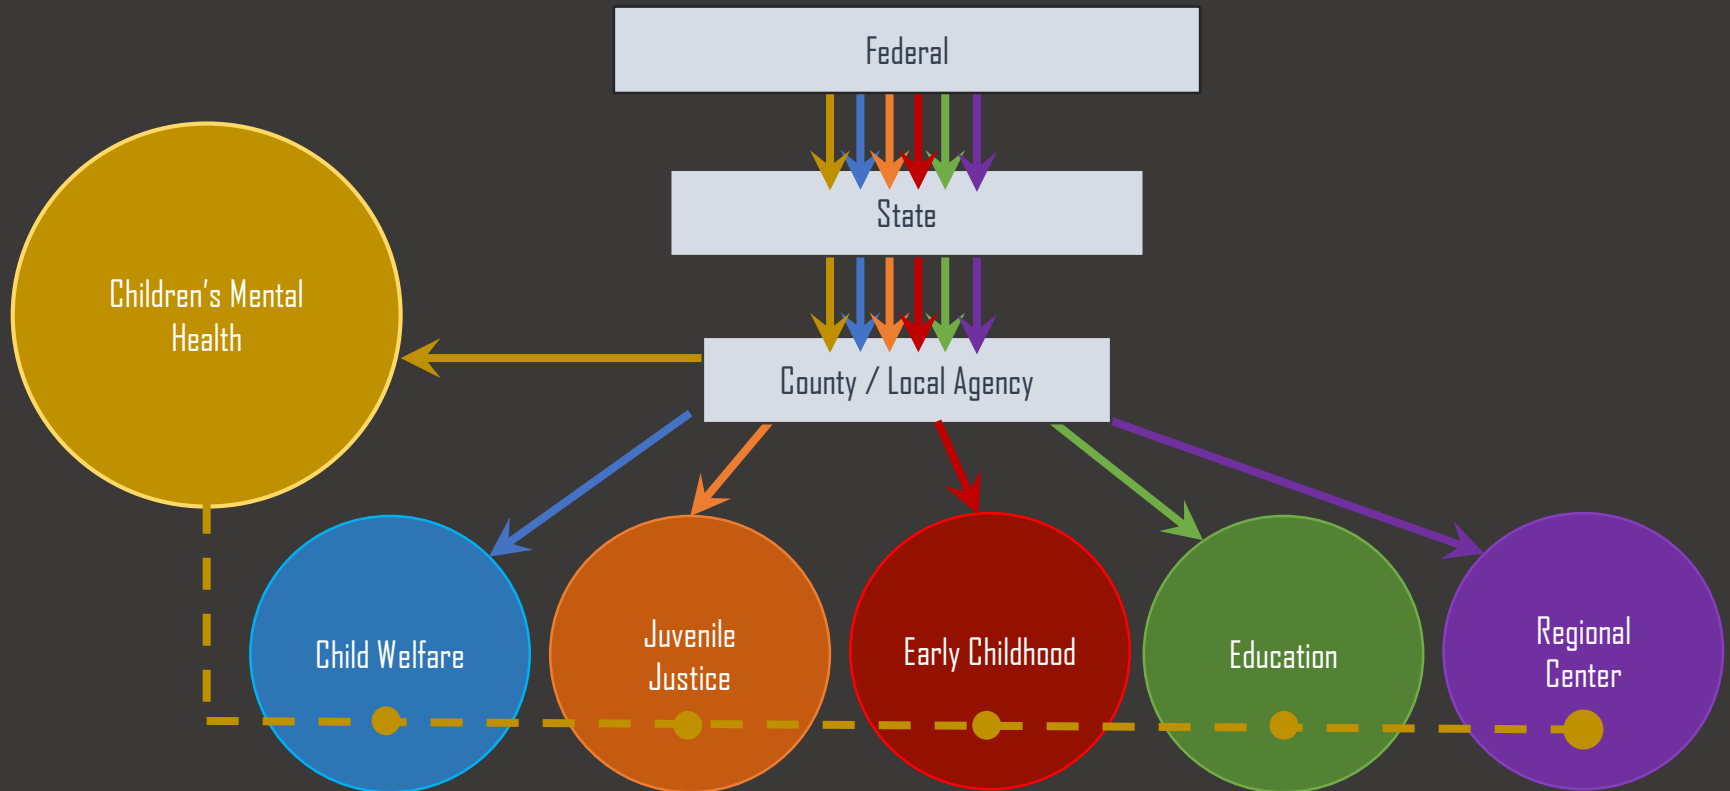 Federal
State
Children's Mental
Health
County / Local Agency
Child Welfare
Juvenile
Justice
Early Childhood
Education
Regional
Center